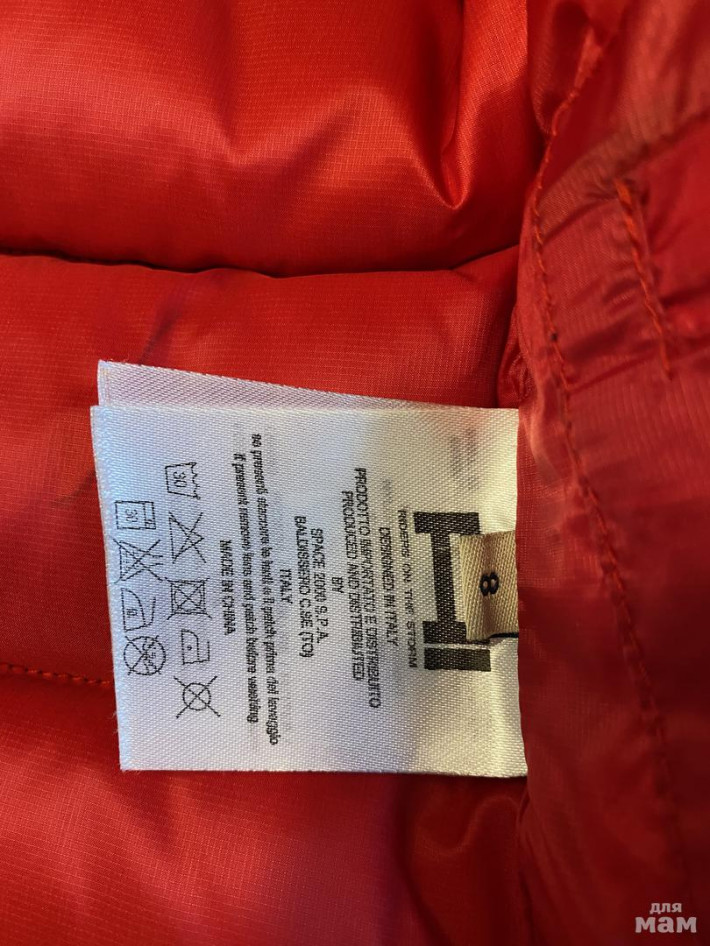 8
RIDERS ON THE STORM
DESIGNED IN ITALY
PRODOTTO IMPORTATO E DISTRIBUITO
PRODUCED AND DISTRIBUTED
BY
SPACE 2000 S.P.A.
BALDISSERO C.SE (TO)
ITALY
MADE IN CHINA
se presenti staccare le fenti e il patch prima del lavaggio
if present remove lens and patch before washing
30
30
для
мам